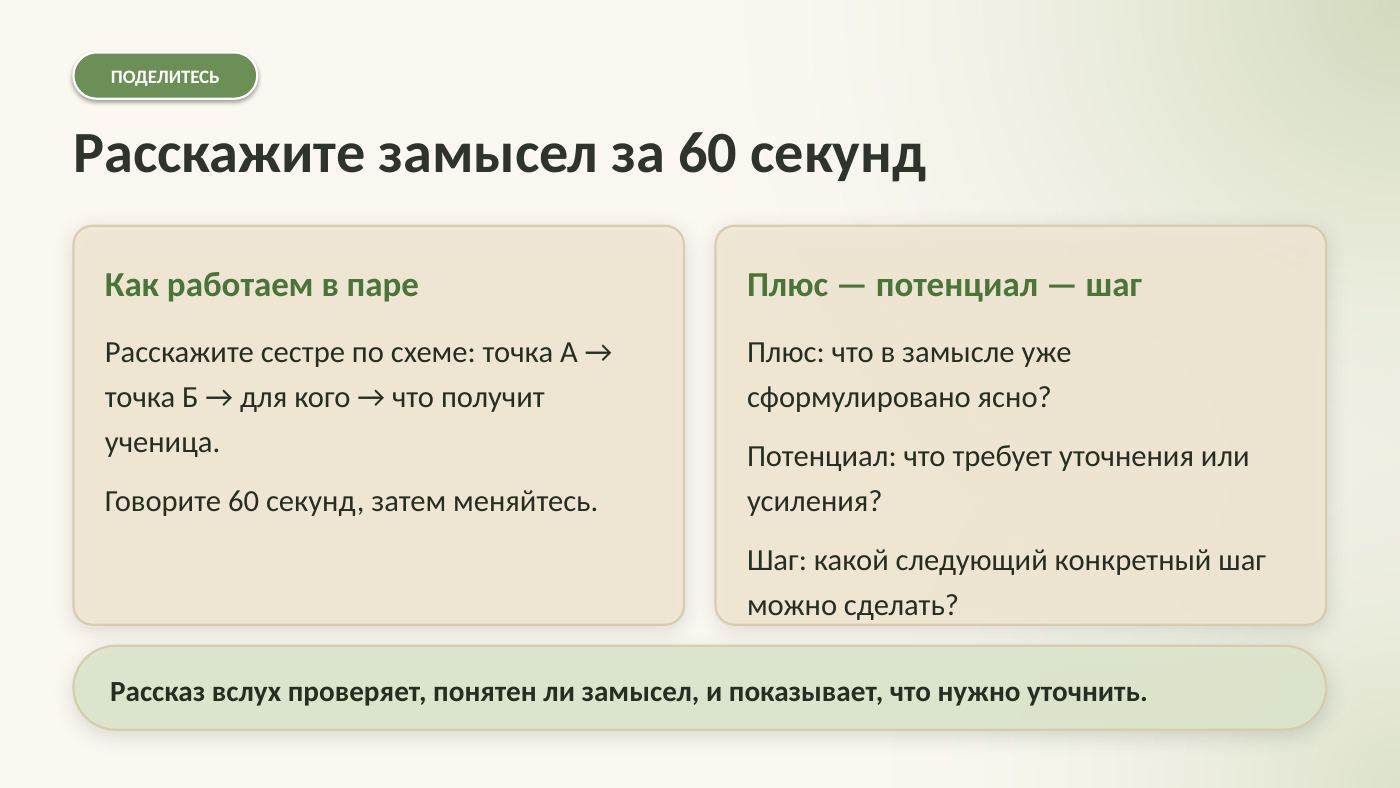 ПОДЕЛИТЕСЬ
Расскажите замысел за 60 секунд
Как работаем в паре
Расскажите сестре по схеме: точка А →
точка Б → для кого → что получит
ученица.
Говорите 60 секунд, затем меняйтесь.
Плюс — потенциал — шаг
Плюс: что в замысле уже
сформулировано ясно?
Потенциал: что требует уточнения или
усиления?
Шаг: какой следующий конкретный шаг
можно сделать?
Рассказ вслух проверяет, понятен ли замысел, и показывает, что нужно уточнить.